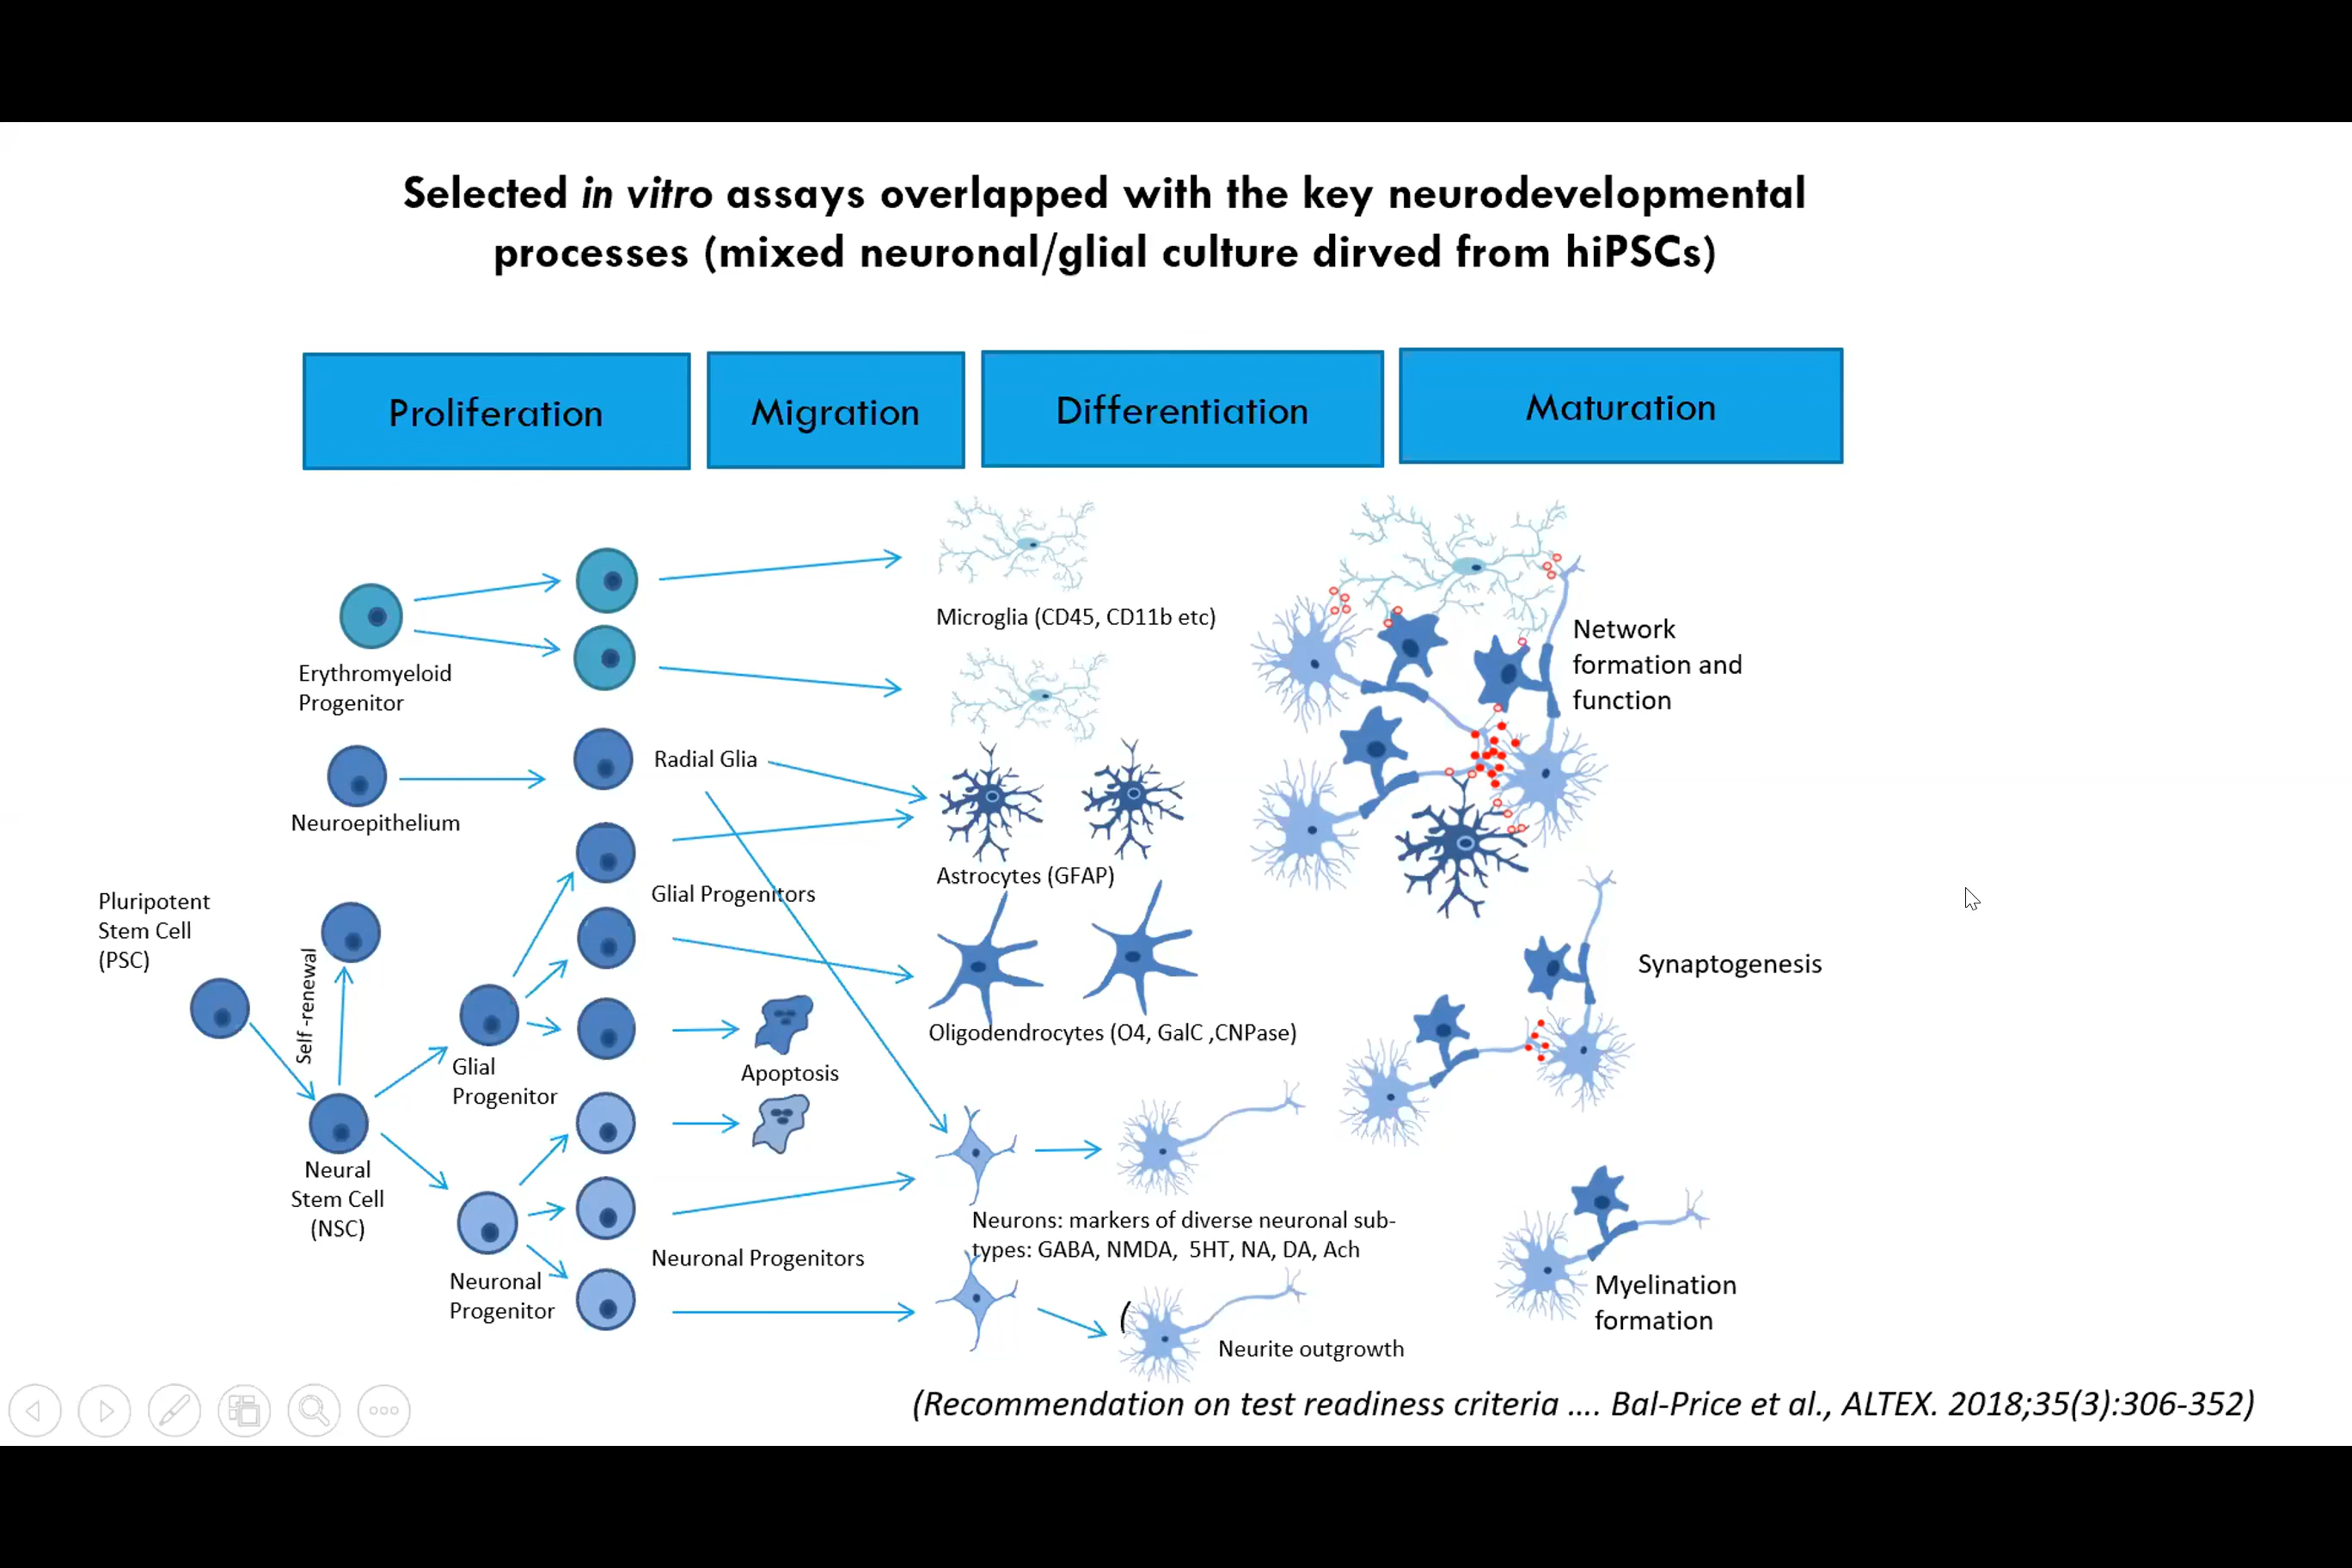 Selected in vitro assays overlapped with the key neurodevelopmental
processes (mixed neuronal/glial culture dirved from hiPSCs)
Proliferation
Migration
Differentiation
Maturation
Microglia (CD45, CD11b etc)
Erythromyeloid
Progenitor
Network
formation and
function
Radial Glia
Neuroepithelium
Astrocytes (GFAP)
Glial Progenitors
Pluripotent
Stem Cell
(PSC)
Self -renewal
Synaptogenesis
Oligodendrocytes (O4, GalC ,CNPase)
Glial
Progenitor
Apoptosis
Neural
Stem Cell
(NSC)
Neurons: markers of diverse neuronal sub-
types: GABA, NMDA, 5HT, NA, DA, Ach
Neuronal Progenitors
Neuronal
Progenitor
Myelination
formation
(
Neurite outgrowth
(Recommendation on test readiness criteria .... Bal-Price et al., ALTEX. 2018;35(3):306-352)